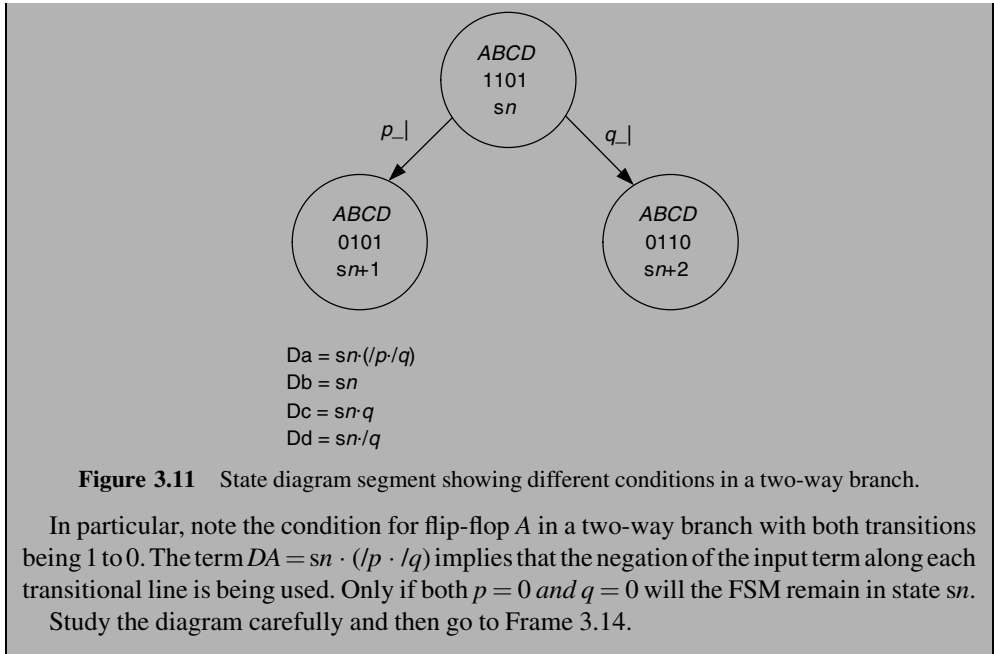 ABCD
1101
sn
p_|
q_|
ABCD
0101
sn+1
ABCD
0110
sn+2
Da = sn·(/p·/q)
Db = sn
Dc = sn·q
Dd = sn·/q
Figure 3.11 State diagram segment showing different conditions in a two-way branch.
In particular, note the condition for flip-flop A in a two-way branch with both transitions
being 1 to 0. The term DA = sn · (/p · /q) implies that the negation of the input term along each
transitional line is being used. Only if both p = 0 and q = 0 will the FSM remain in state sn.
Study the diagram carefully and then go to Frame 3.14.